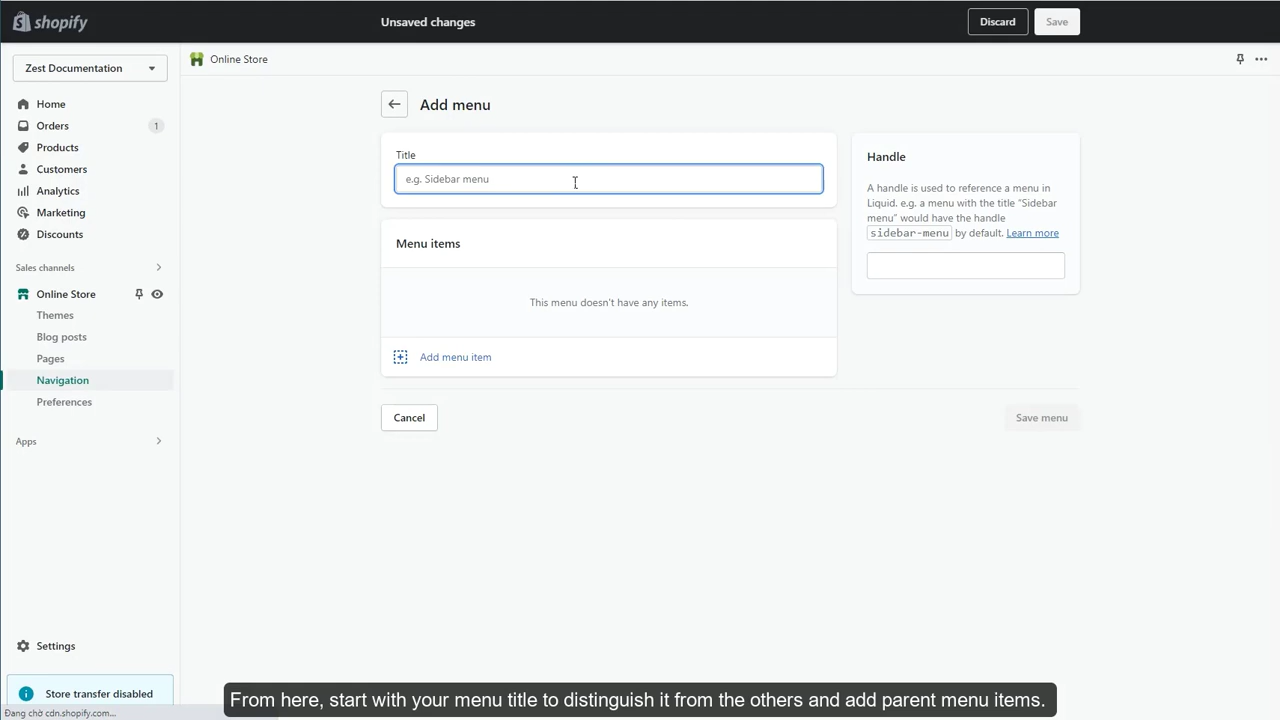 shopify
Unsaved changes
Discard
Save
Zest Documentation
Online Store
Home
Orders
1
Products
Customers
Analytics
Marketing
Discounts
Sales channels
Online Store
Themes
Blog posts
Pages
Navigation
Preferences
Apps
Settings
Store transfer disabled
Add menu
Title
e.g. Sidebar menu
Menu items
This menu doesn't have any items.
Add menu item
Cancel
Save menu
Handle
A handle is used to reference a menu in
Liquid. e.g. a menu with the title "Sidebar
menu" would have the handle
sidebar-menu by default. Learn more
From here, start with your menu title to distinguish it from the others and add parent menu items.
Đang chờ cdn.shopify.com...